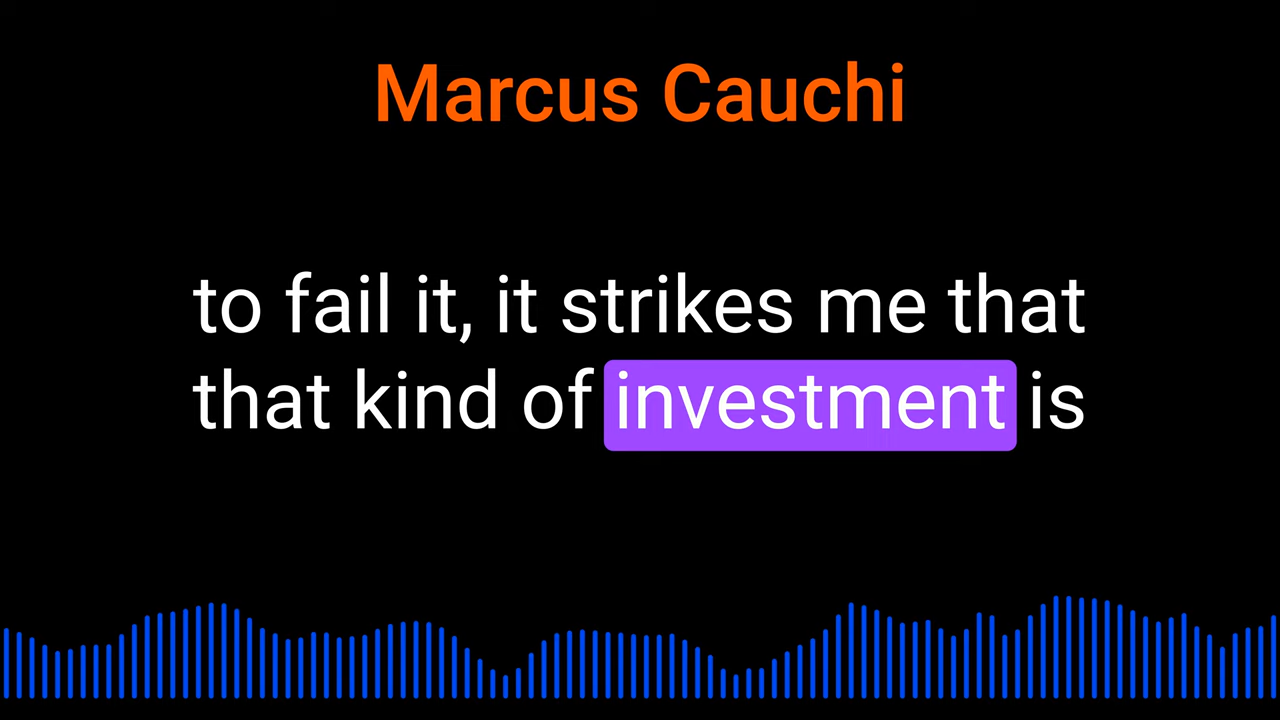 Marcus Cauchi
to fail it, it strikes me that
that kind of investment is